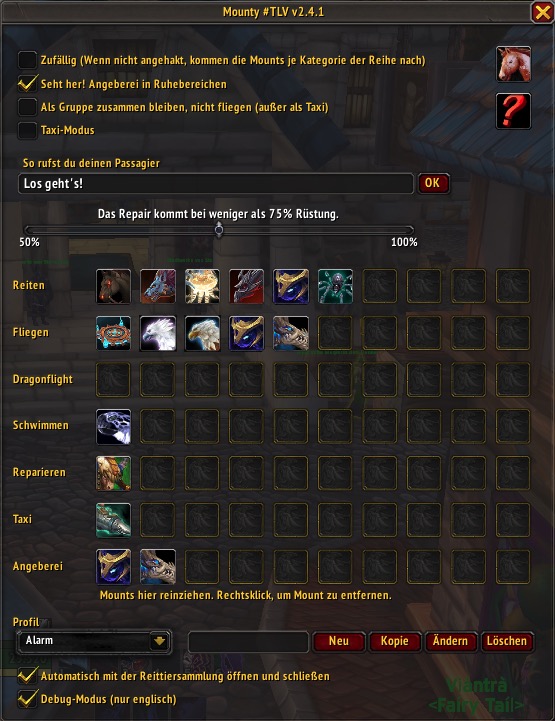 Mounty #TLV v2.4.1
Zufällig (Wenn nicht angehakt, kommen die Mounts je Kategorie der Reihe nach)
Seht her! Angeberei in Ruhebereichen
Als Gruppe zusammen bleiben, nicht fliegen (außer als Taxi)
Taxi-Modus
So rufst du deinen Passagier
Los geht's! OK
Das Repair kommt bei weniger als 75% Rüstung.
50% 100%
Reiten
Fliegen
Dragonflight
Schwimmen
Reparieren
Taxi
Angeberei
Mounts hier reinziehen. Rechtsklick, um Mount zu entfernen.
Profil
Alarm Neu Kopie Ändern Löschen
Automatisch mit der Reittiersammlung öffnen und schließen
Debug-Modus (nur englisch)
Viantrà
<Fairy Tail>